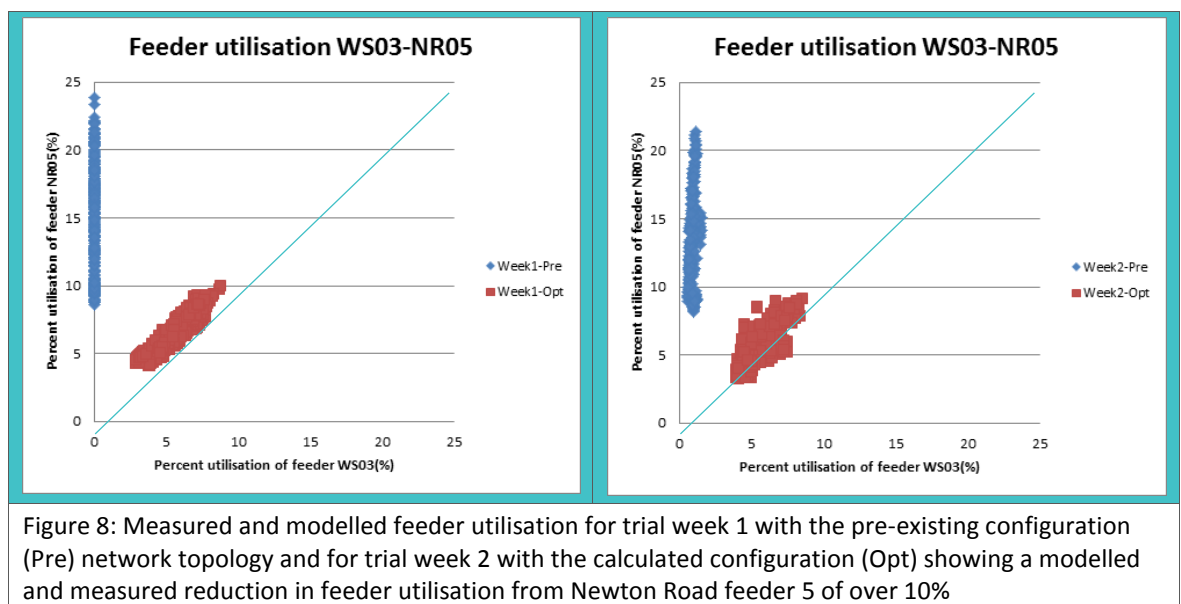 Feeder utilisation WS03-NR05
Percent utilisation of feeder NR05(%)
25
20
15
10
5
0
0 5 10 15 20 25
Percent utilisation of feeder WS03(%)
Week1-Pre
Week1-Opt
Feeder utilisation WS03-NR05
Percent utilisation of feeder NR05(%)
25
20
15
10
5
0
0 5 10 15 20 25
Percent utilisation of feeder WS03(%)
Week2-Pre
Week2-Opt
Figure 8: Measured and modelled feeder utilisation for trial week 1 with the pre-existing configuration
(Pre) network topology and for trial week 2 with the calculated configuration (Opt) showing a modelled
and measured reduction in feeder utilisation from Newton Road feeder 5 of over 10%